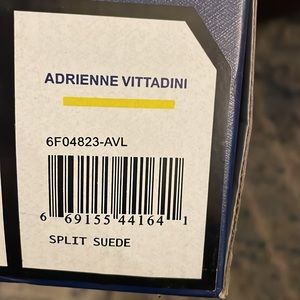 ADRIENNE VITTADINI
6F04823-AVL
6 69155 44164 1
SPLIT SUEDE